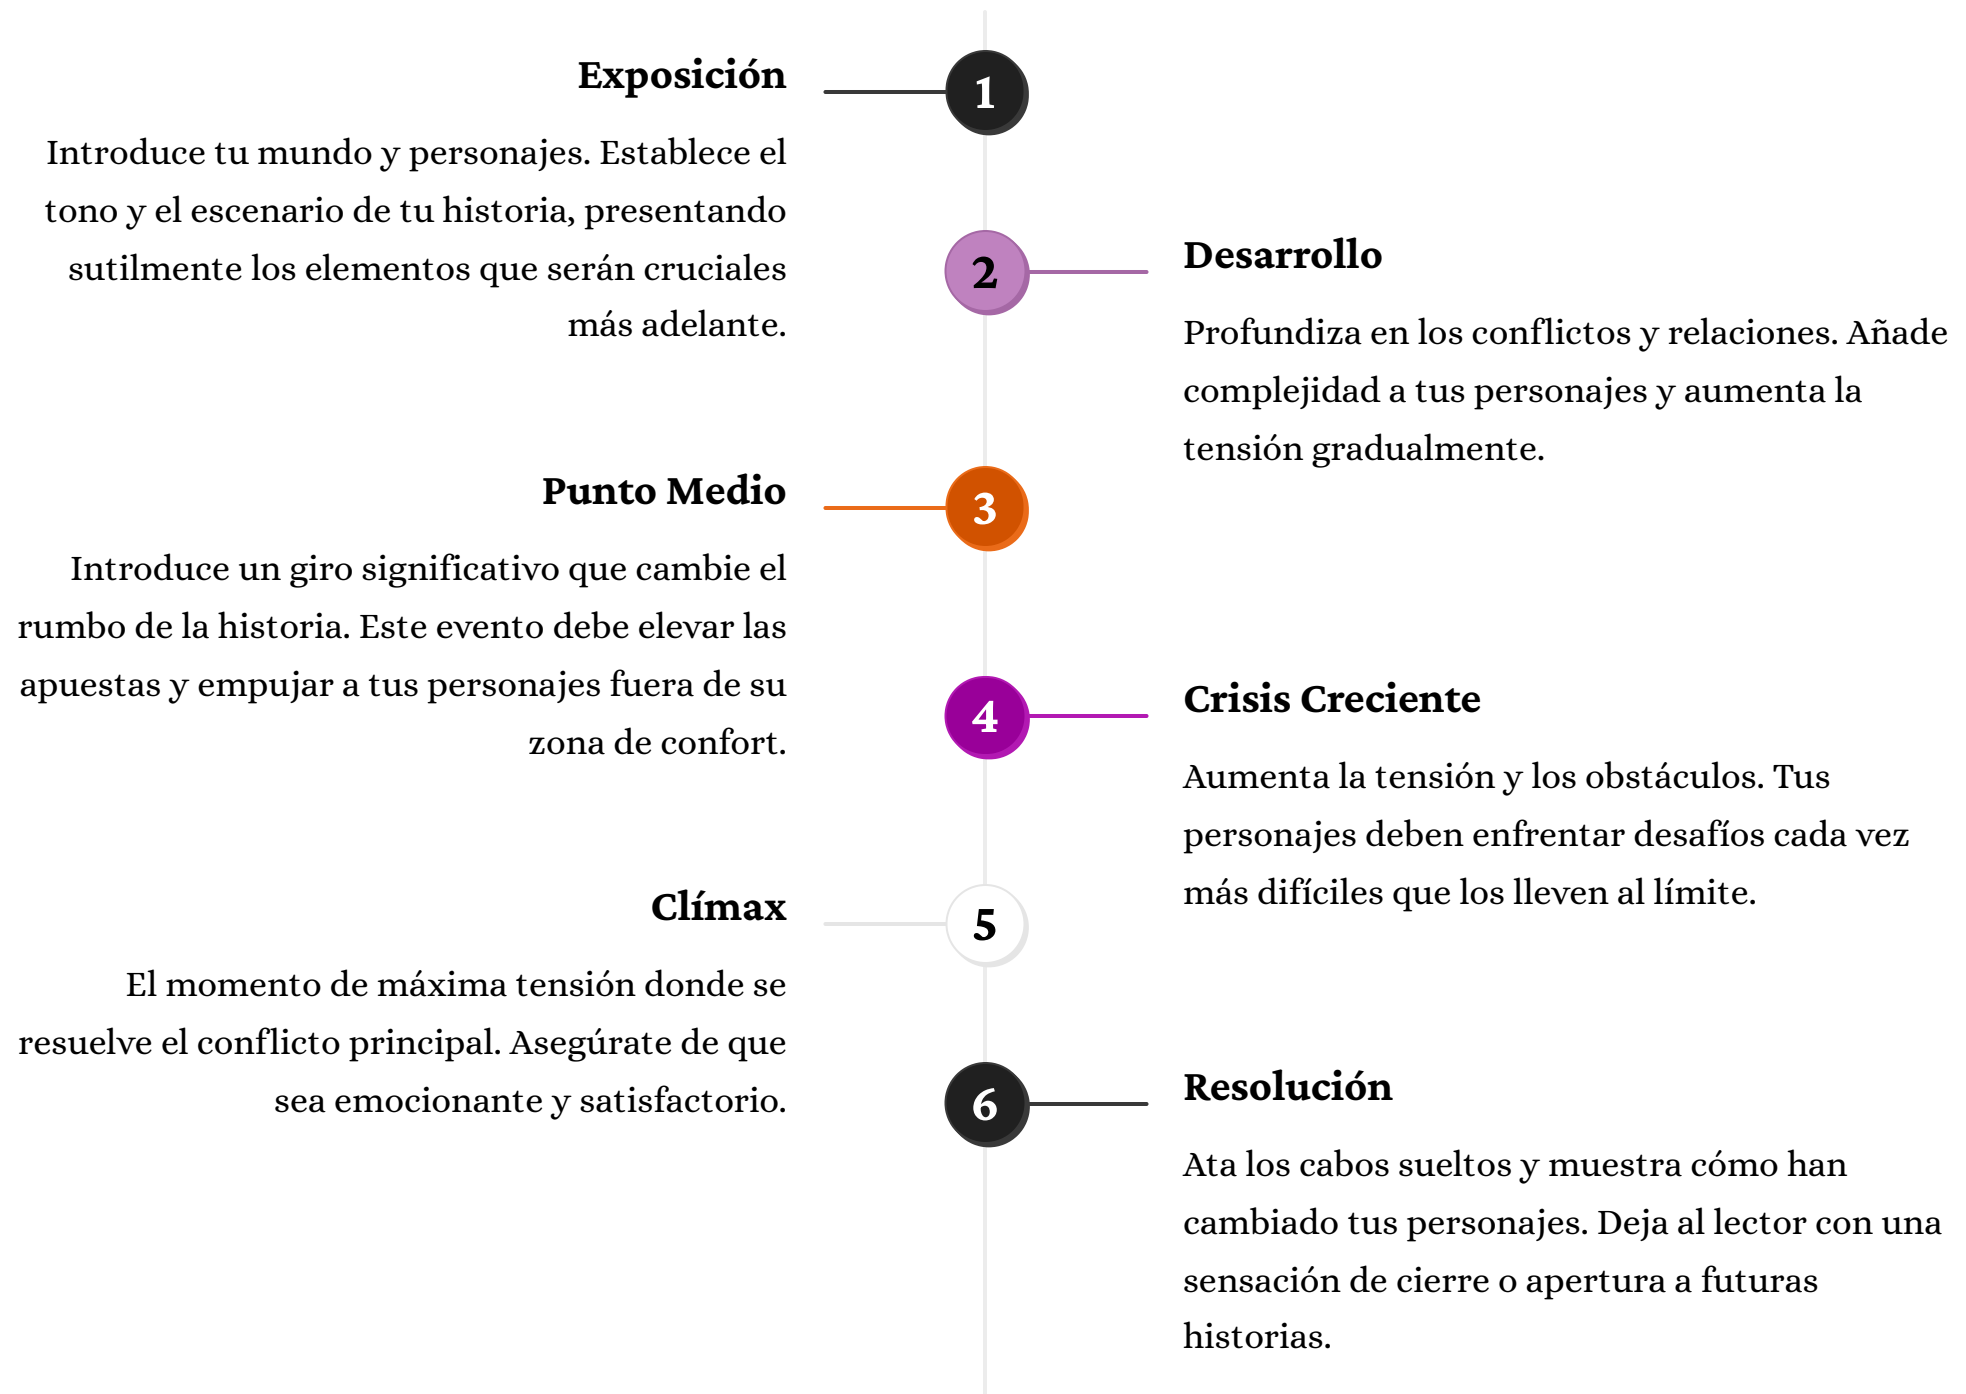 Exposición
1
Introduce tu mundo y personajes. Establece el
tono y el escenario de tu historia, presentando
sutilmente los elementos que serán cruciales
más adelante.
2
Desarrollo
Profundiza en los conflictos y relaciones. Añade
complejidad a tus personajes y aumenta la
tensión gradualmente.
Punto Medio
3
Introduce un giro significativo que cambie el
rumbo de la historia. Este evento debe elevar las
apuestas y empujar a tus personajes fuera de su
zona de confort.
4
Crisis Creciente
Aumenta la tensión y los obstáculos. Tus
personajes deben enfrentar desafíos cada vez
más difíciles que los lleven al límite.
Clímax
5
El momento de máxima tensión donde se
resuelve el conflicto principal. Asegúrate de que
sea emocionante y satisfactorio.
6
Resolución
Ata los cabos sueltos y muestra cómo han
cambiado tus personajes. Deja al lector con una
sensación de cierre o apertura a futuras
historias.